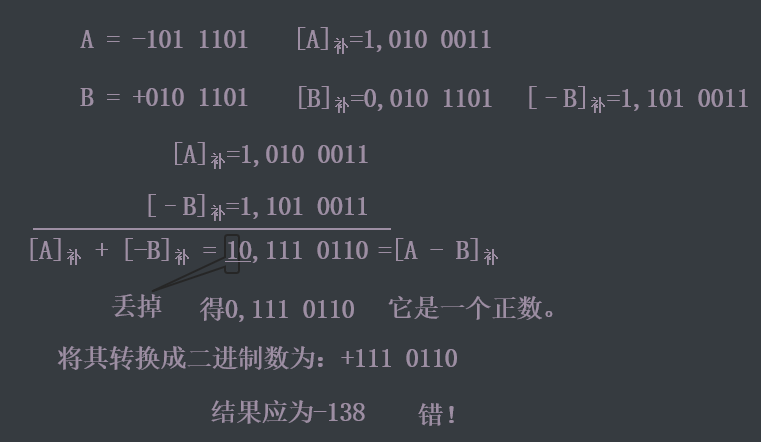 A = -101 1101 [A]补=1,010 0011
B = +010 1101 [B]补=0,010 1101 [-B]补=1,101 0011
[A]补=1,010 0011
[-B]补=1,101 0011
[A]补 + [-B]补 = 10,111 0110 =[A - B]补
丢掉 得0,111 0110 它是一个正数。
将其转换成二进制数为：+111 0110
结果应为-138 错!